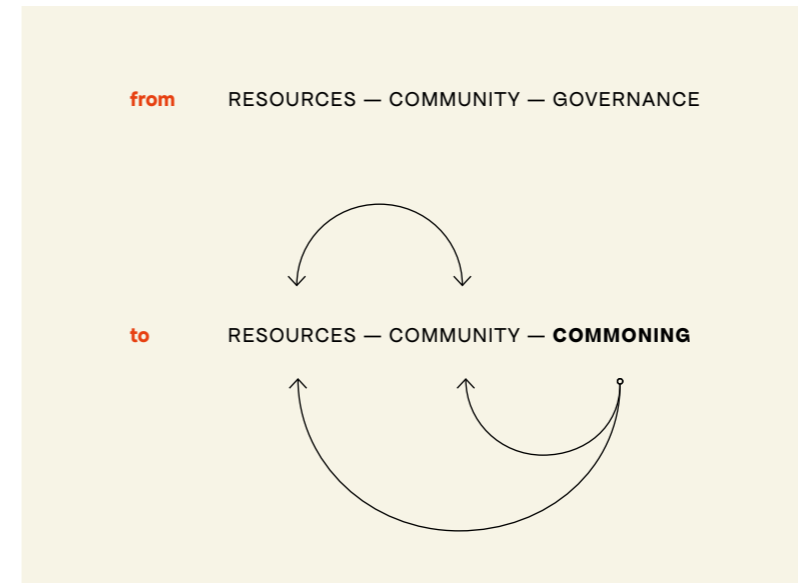 from RESOURCES — COMMUNITY — GOVERNANCE
to RESOURCES — COMMUNITY — COMMONING